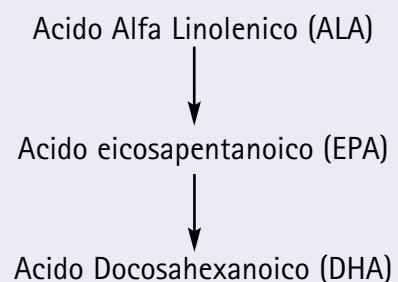 Acido Alfa Linolenico (ALA)
Acido eicosapentanoico (EPA)
Acido Docosahexanoico (DHA)